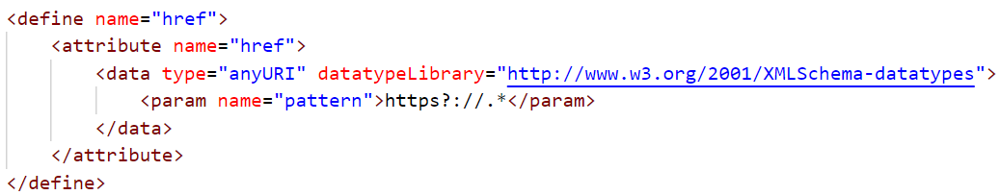 <define name="href">
<attribute name="href">
<data type="anyURI" datatypeLibrary="http://www.w3.org/2001/XMLSchema-datatypes">
<param name="pattern">https?://.*</param>
</data>
</attribute>
</define>